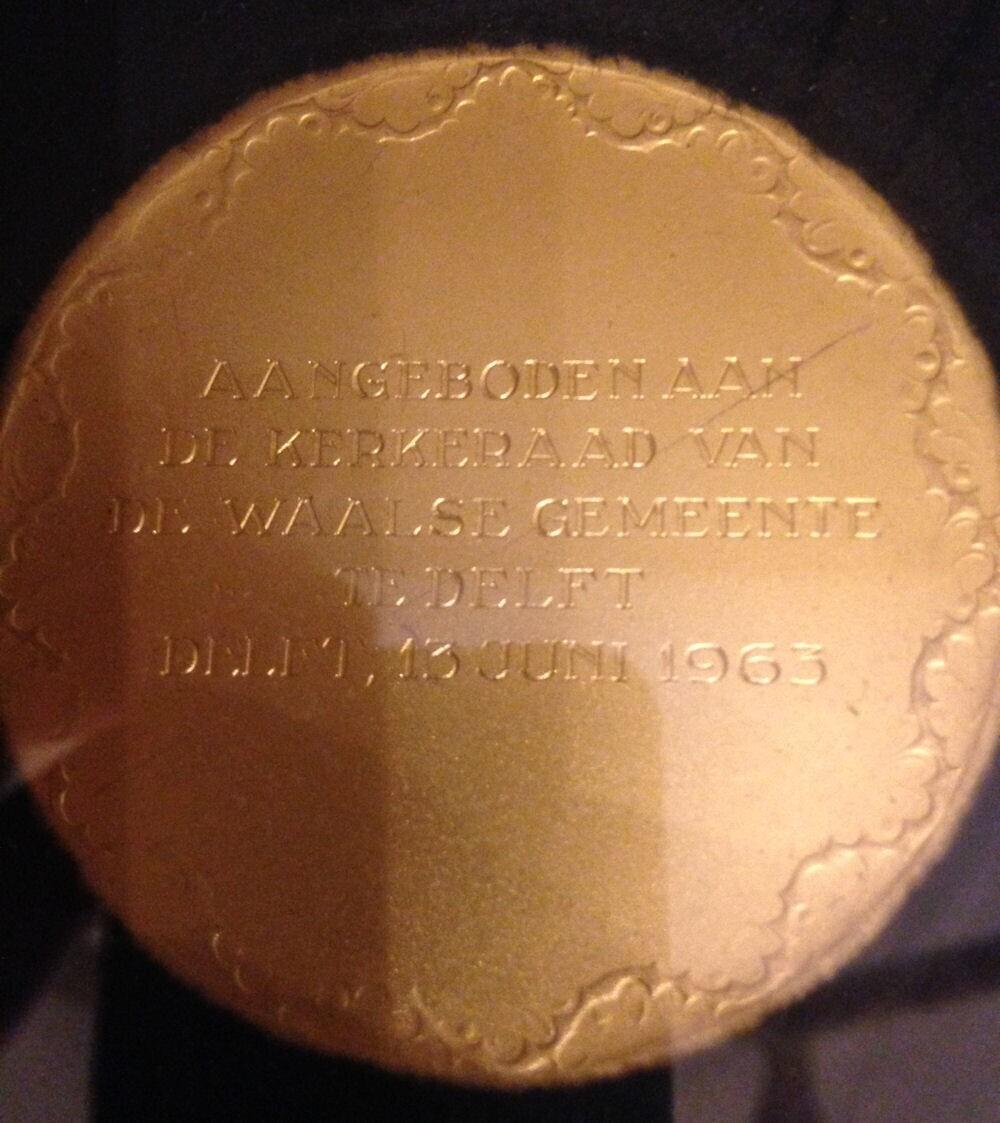 AANGEBODEN AAN
DE KERKERAAD VAN
DE WAALSE GEMEENTE
TE DELFT
DELFT, 13 JUNI 1963